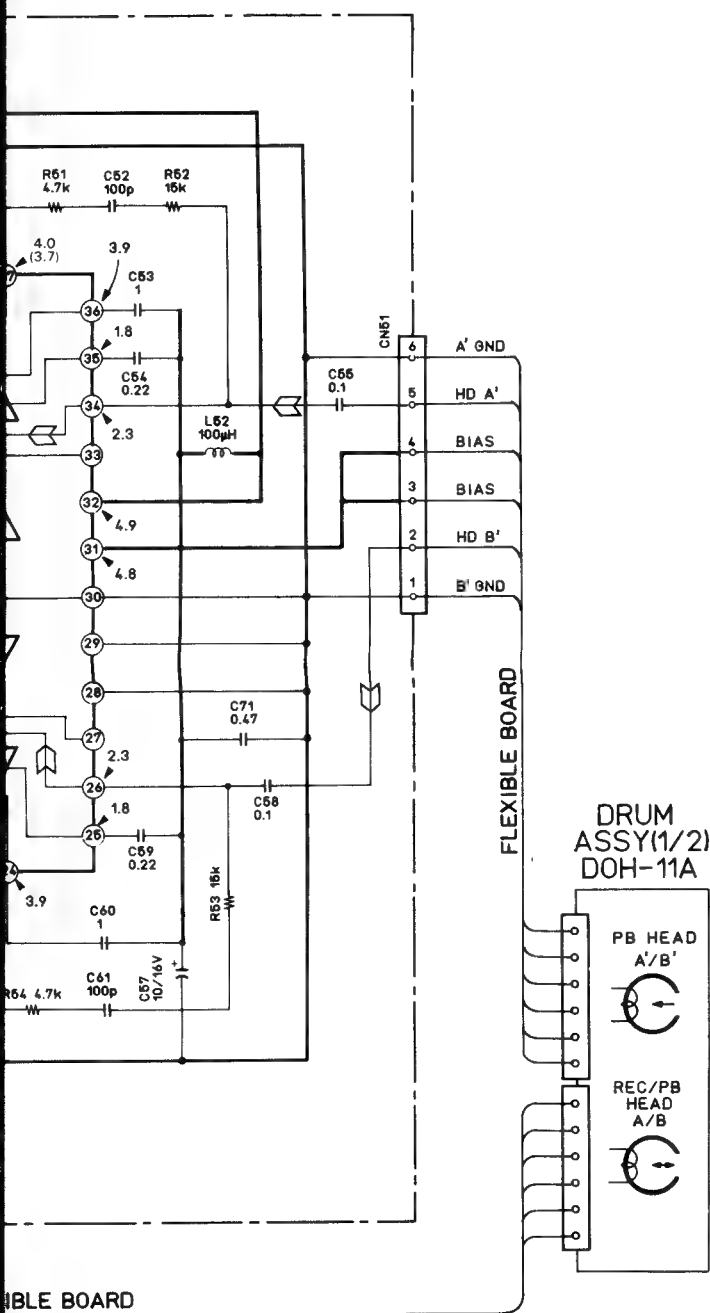 R51
4.7k
C52
100p
R52
15k
4.0
(3.7)
3.9
C53
1
36
1.8
35
C54
0.22
34
2.3
33
L52
100μH
C55
0.1
CN51
6
A' GND
5
HD A'
4
BIAS
3
BIAS
2
HD B'
1
B' GND
32
4.9
31
4.8
30
29
28
C71
0.47
27
2.3
26
C58
0.1
1.8
25
C59
0.22
24
3.9
R53 15k
C60
1
C57
10/16V
+
R54 4.7k
C61
100p
FLEXIBLE BOARD
DRUM
ASSY(1/2)
DOH-11A
PB HEAD
A'/B'
REC/PB
HEAD
A/B
IBLE BOARD